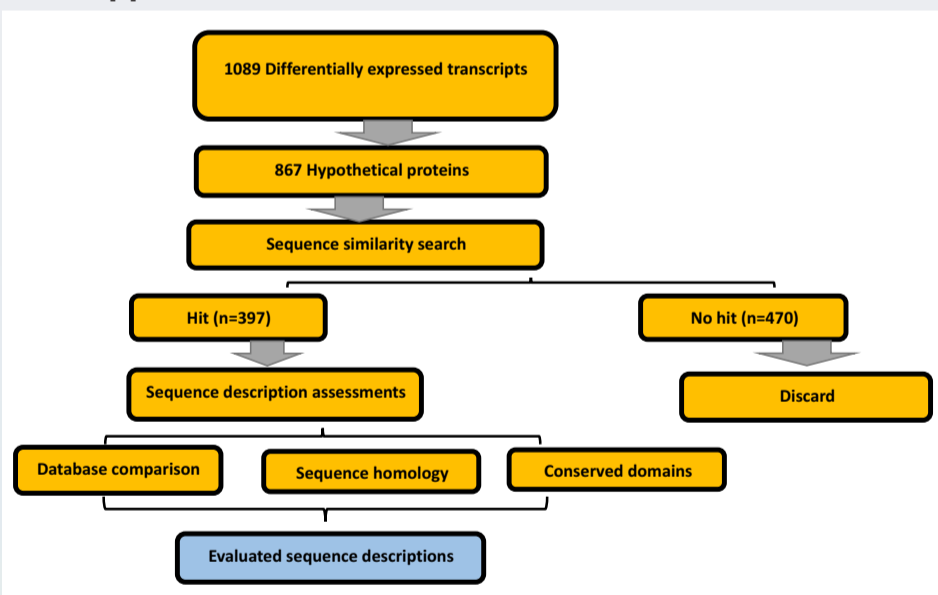 1089 Differentially expressed transcripts
867 Hypothetical proteins
Sequence similarity search
Hit (n=397)
No hit (n=470)
Sequence description assessments
Discard
Database comparison
Sequence homology
Conserved domains
Evaluated sequence descriptions